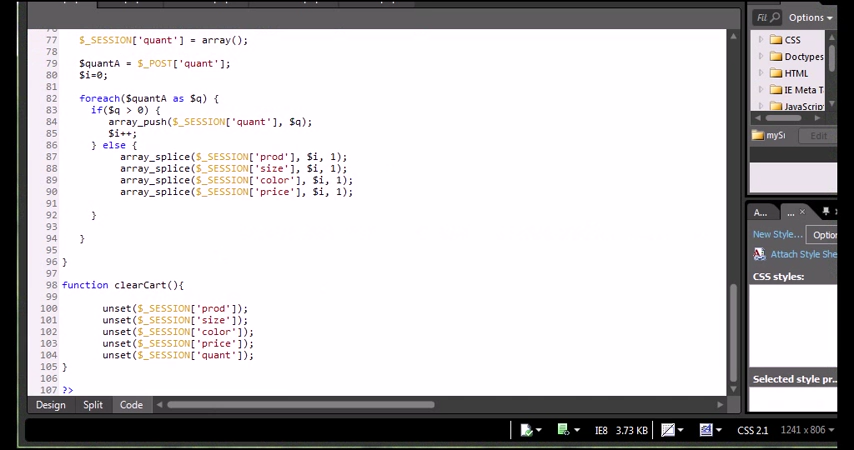 77 $_SESSION['quant'] = array();
78
79 $quantA = $_POST['quant'];
80 $i=0;
81
82 foreach($quantA as $q) {
83 if($q > 0) {
84 array_push($_SESSION['quant'], $q);
85 $i++;
86 } else {
87 array_splice($_SESSION['prod'], $i, 1);
88 array_splice($_SESSION['size'], $i, 1);
89 array_splice($_SESSION['color'], $i, 1);
90 array_splice($_SESSION['price'], $i, 1);
91
92 }
93
94 }
95
96 }
97
98 function clearCart(){
99
100 unset($_SESSION['prod']);
101 unset($_SESSION['size']);
102 unset($_SESSION['color']);
103 unset($_SESSION['price']);
104 unset($_SESSION['quant']);
105 }
106
107 ?>
Design Split Code
IE8 3.73 KB CSS 2.1 1241 x 806
Fil Options
CSS
Doctypes
HTML
IE Meta T
JavaScript
mySi Edit
A... ...
New Style... Option
Attach Style She
CSS styles:
Selected style pr...